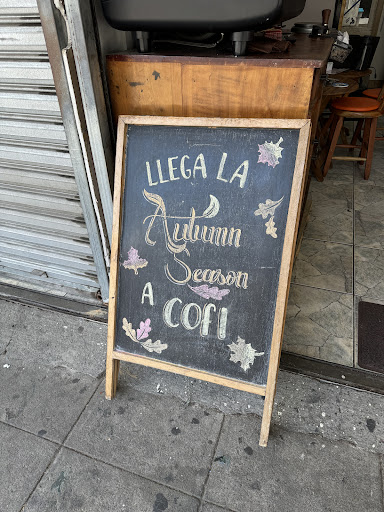 LLEGA LA
Autumn
Season
A COFI